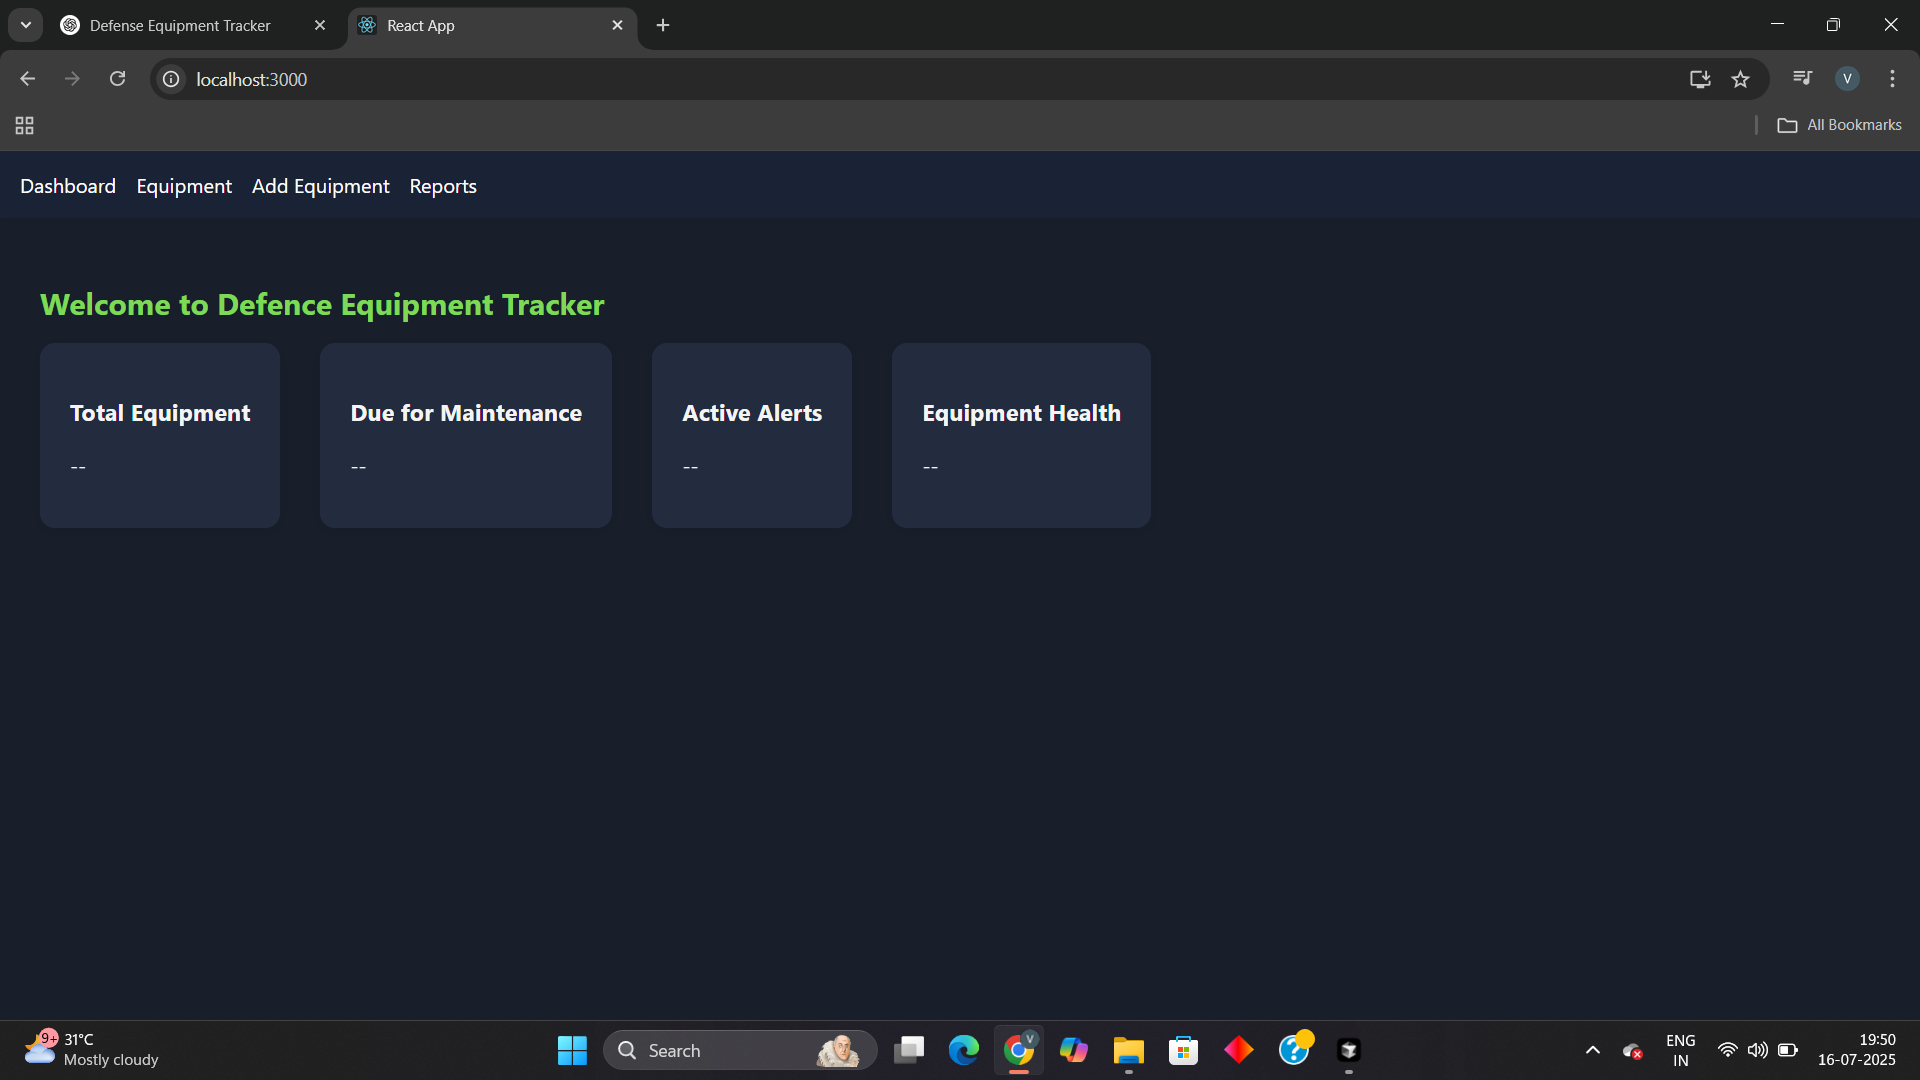 Defense Equipment Tracker
React App
localhost:3000
V
All Bookmarks
Dashboard Equipment Add Equipment Reports
Welcome to Defence Equipment Tracker
Total Equipment
--
Due for Maintenance
--
Active Alerts
--
Equipment Health
--
9+
31°C
Mostly cloudy
Search
V
ENG
IN
19:50
16-07-2025